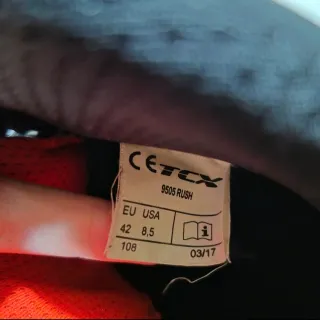 CE TCX
9505 RUSH
EU USA
42 8,5
108 03/17